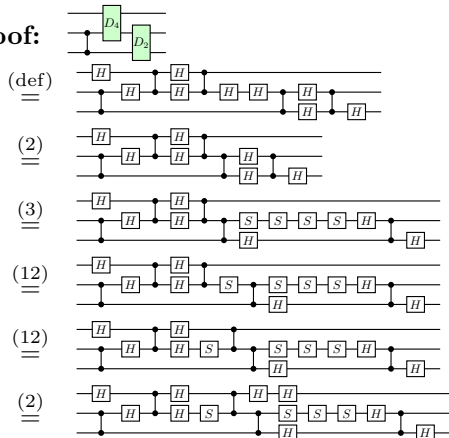 oof:
D4
D2
(def)
=
H H
H H H H H
H H
(2)
=
H H
H H H
H H
(3)
=
H H
H H S S S S H
H H
(12)
=
H H
H H S S S S H
H H
(12)
=
H H
H H S S S S H
H H
(2)
=
H H H H
H H S S S S H
H H